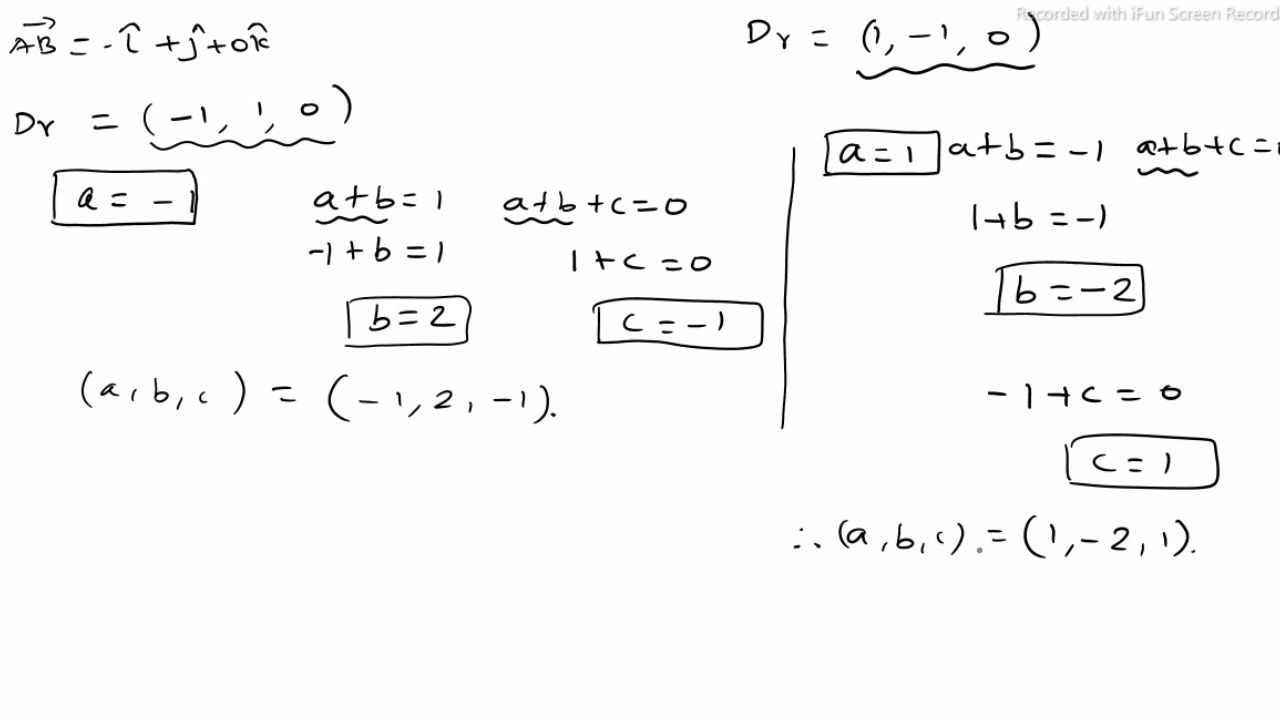 Recorded with iFun Screen Record
AB = -î + ĵ + 0k̂
Dr = (-1, 1, 0)
a = -1
a+b = 1
a+b+c = 0
-1+b = 1
1+c = 0
b = 2
c = -1
(a, b, c) = (-1, 2, -1).
Dr = (1, -1, 0)
a = 1
a+b = -1
a+b+c =
1+b = -1
b = -2
-1+c = 0
c = 1
∴ (a, b, c) = (1, -2, 1).